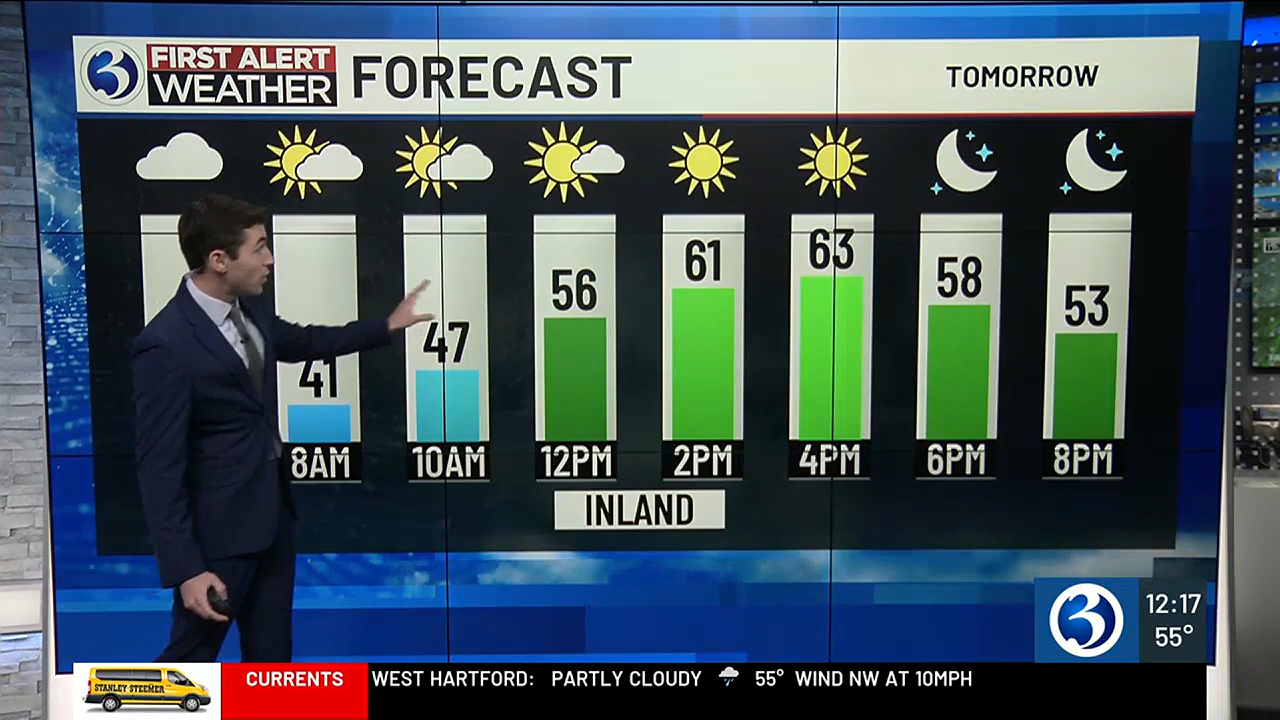 3 FIRST ALERT WEATHER
FORECAST
TOMORROW
41
47
56
61
63
58
53
8AM
10AM
12PM
2PM
4PM
6PM
8PM
INLAND
3
12:17
55°
STANLEY STEEMER
CURRENTS
WEST HARTFORD: PARTLY CLOUDY 55° WIND NW AT 10MPH